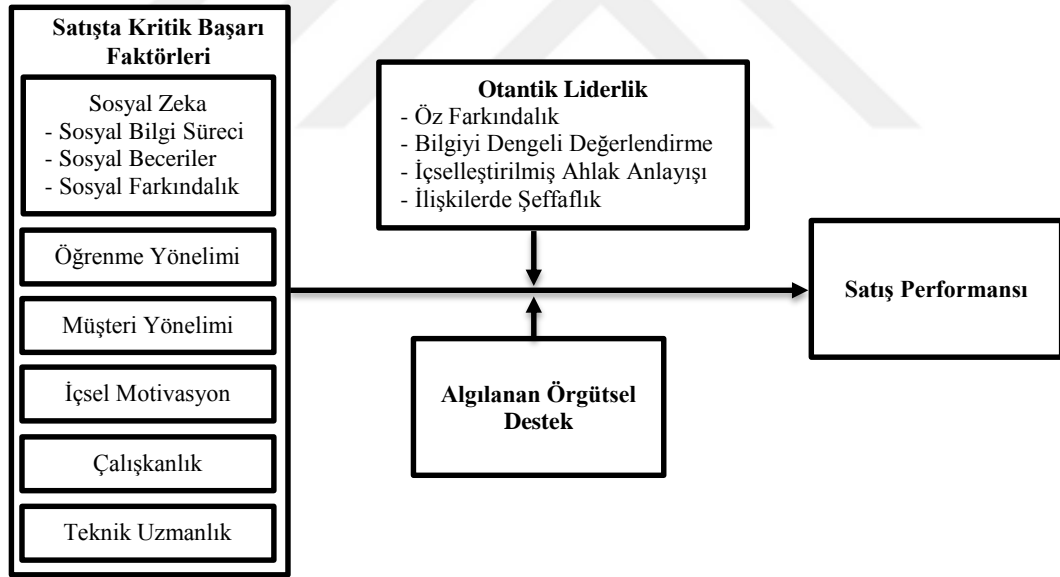 Satışta Kritik Başarı
Faktörleri
Sosyal Zeka
- Sosyal Bilgi Süreci
- Sosyal Beceriler
- Sosyal Farkındalık
Öğrenme Yönelimi
Müşteri Yönelimi
İçsel Motivasyon
Çalışkanlık
Teknik Uzmanlık
Otantik Liderlik
- Öz Farkındalık
- Bilgiyi Dengeli Değerlendirme
- İçselleştirilmiş Ahlak Anlayışı
- İlişkilerde Şeffaflık
Algılanan Örgütsel
Destek
Satış Performansı